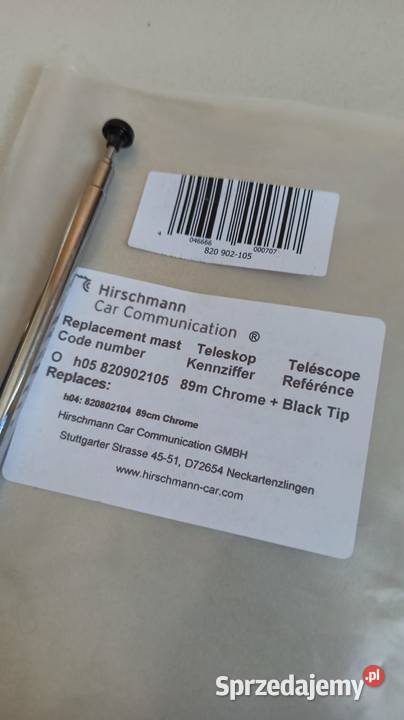 4 046666 000707
820 902-105
Hirschmann
Car Communication ®
Replacement mast Teleskop Teléscope
Code number Kennziffer Reférénce
O h05 820902105 89m Chrome + Black Tip
Replaces:
h04: 820802104 89cm Chrome
Hirschmann Car Communication GMBH
Stuttgarter Strasse 45-51, D72654 Neckartenzlingen
www.hirschmann-car.com
Sprzedajemy.pl